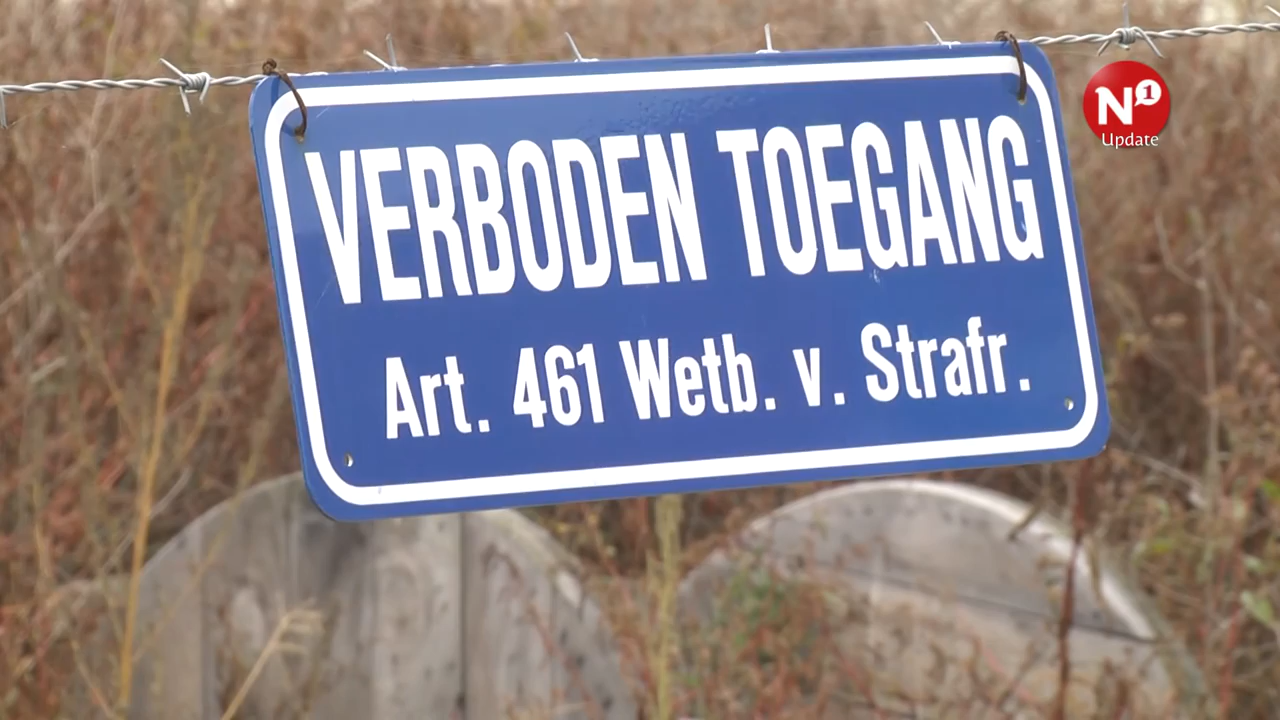 VERBODEN TOEGANG
Art. 461 Wetb. v. Strafr.
N1
Update